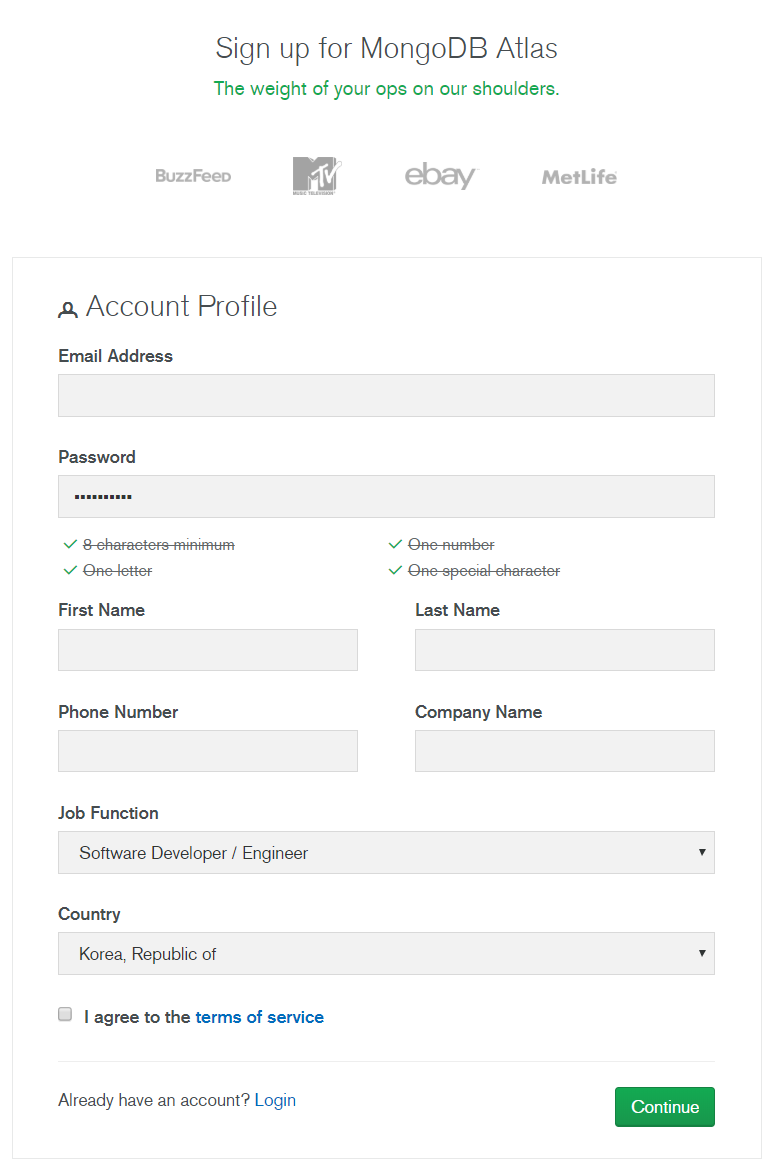 Sign up for MongoDB Atlas
The weight of your ops on our shoulders.
BuzzFeed MTV MUSIC TELEVISION ebay MetLife
Account Profile
Email Address
Password
••••••••••
8 characters minimum One number
One letter One special character
First Name Last Name
Phone Number Company Name
Job Function
Software Developer / Engineer
Country
Korea, Republic of
I agree to the terms of service
Already have an account? Login Continue